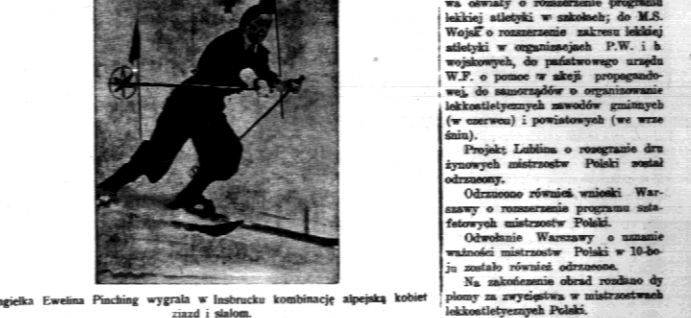 ngielka Ewelina Pinching wygrała w Insbrucku kombinację alpejską kobiet
zjazd i slalom.
wa oświaty o rozszerzenie programu
lekkiej atletyki w szkołach; do M.S.
Wojsk o rozszerzenie zakresu lekkiej
atletyki w organizacjach P.W. i h.
wojskowych, do państwowego urzędu
W.F. o pomoc w akcji propagando-
wej, do samorządów o organizowanie
lekkoatletycznych zawodów gminnych
(w czerwcu) i powiatowych (we wrze
śniu).
Projekt Lublina o rozegranie dru
żynowych mistrzostw Polski został
odrzucony.
Odrzucono również wnioski War-
szawy o rozszerzenie programu szta-
fetowych mistrzostw Polski.
Odwołanie Warszawy o uznanie
ważności mistrzostw Polski w 10-bo-
ju zostało również odrzucone.
Na zakończenie obrad rozdano dy
plomy za zwycięstwa w mistrzostwach
lekkoatletycznych Polski.